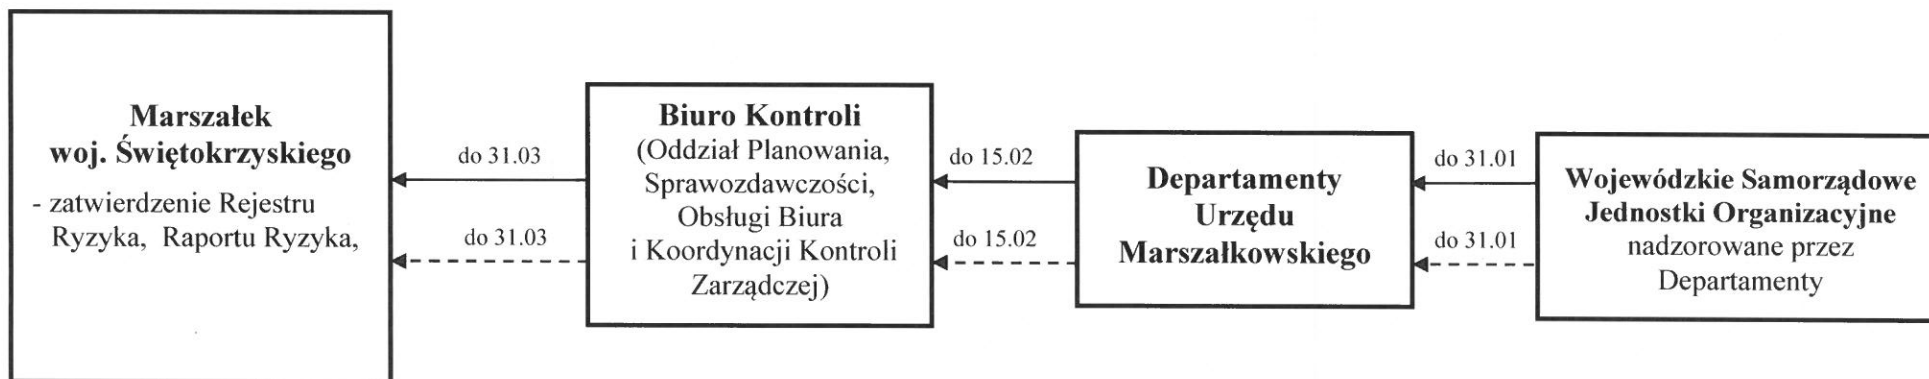 Marszałek
woj. Świętokrzyskiego
- zatwierdzenie Rejestru
Ryzyka, Raportu Ryzyka,
do 31.03
do 31.03
Biuro Kontroli
(Oddział Planowania,
Sprawozdawczości,
Obsługi Biura
i Koordynacji Kontroli
Zarządczej)
do 15.02
do 15.02
Departamenty
Urzędu
Marszałkowskiego
do 31.01
do 31.01
Wojewódzkie Samorządowe
Jednostki Organizacyjne
nadzorowane przez
Departamenty